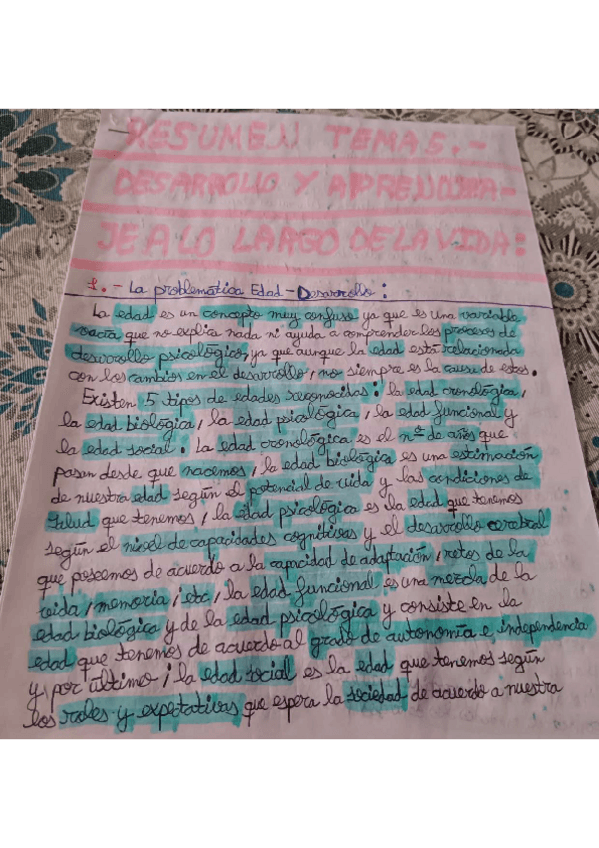 RESUMEN TEMA 5.-
DESARROLLO Y APRENDIZA-
JE A LO LARGO DE LA VIDA:
1.- La problemática Edad-Desarrollo:
La edad es un concepto muy confuso ya que es una variable
vacía que no explica nada ni ayuda a comprender los procesos de
desarrollo psicológico, ya que aunque la edad está relacionada
con los cambios en el desarrollo, no siempre es la causa de estos.
Existen 5 tipos de edades reconocidas: la edad cronológica,
la edad biológica, la edad psicológica, la edad funcional y
la edad social. La edad cronológica es el nº de años que
pasen desde que nacemos, la edad biológica es una estimación
de nuestra edad según el potencial de vida y las condiciones de
salud que tenemos, la edad psicológica es la edad que tenemos
según el nivel de capacidades cognitivas y el desarrollo cerebral
que poseemos de acuerdo a la capacidad de adaptación, retos de la
vida, memoria, etc, la edad funcional es una mezcla de la
edad biológica y de la edad psicológica y consiste en la
edad que tenemos de acuerdo al grado de autonomía e independencia
y por último, la edad social es la edad que tenemos según
los roles y expectativas que espera la sociedad de acuerdo a nuestra